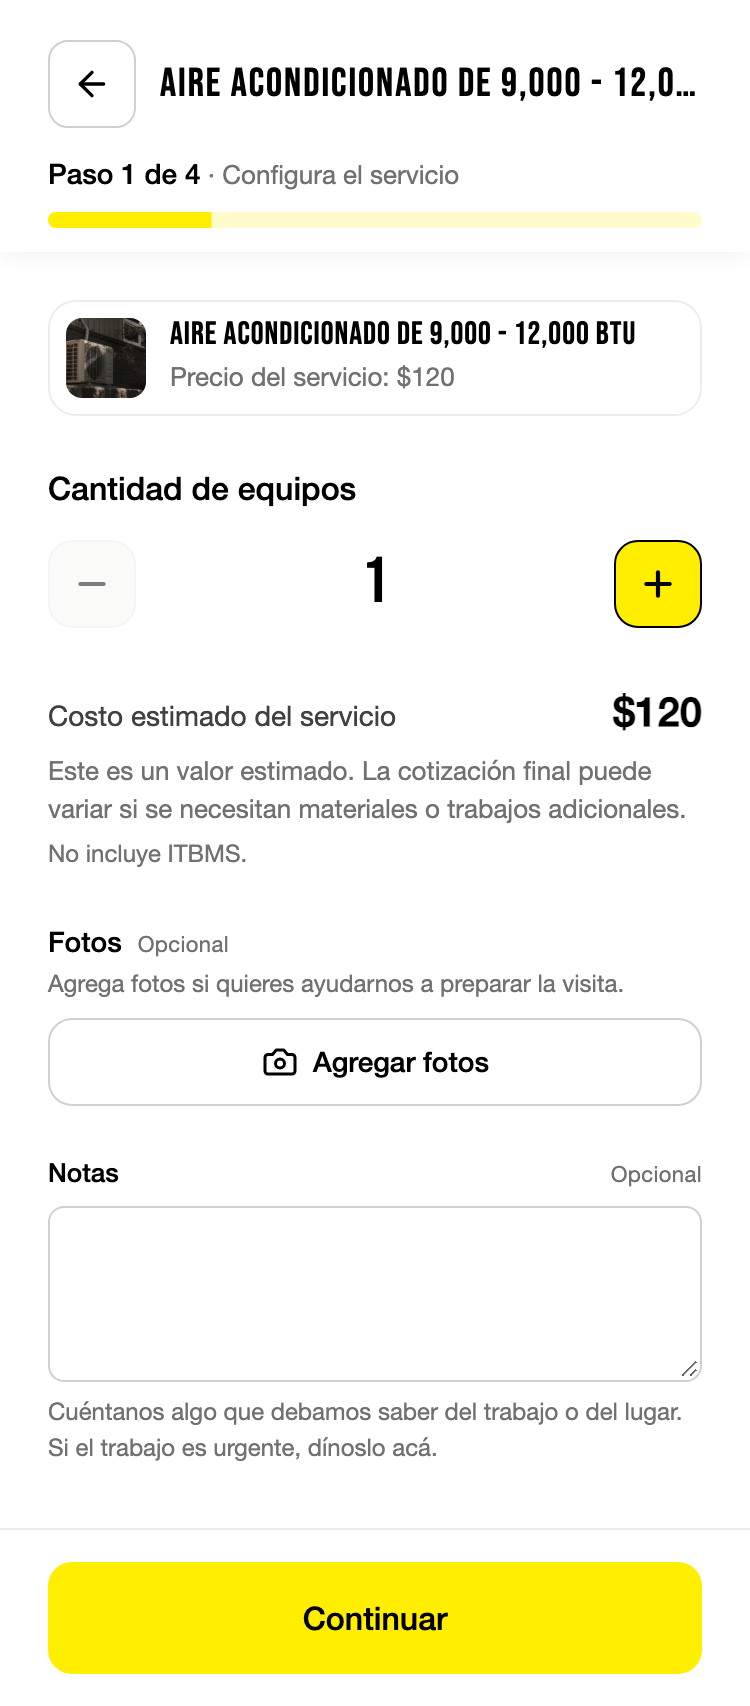 AIRE ACONDICIONADO DE 9,000 - 12,0...
Paso 1 de 4 · Configura el servicio
AIRE ACONDICIONADO DE 9,000 - 12,000 BTU
Precio del servicio: $120
Cantidad de equipos
1
Costo estimado del servicio $120
Este es un valor estimado. La cotización final puede
variar si se necesitan materiales o trabajos adicionales.
No incluye ITBMS.
Fotos Opcional
Agrega fotos si quieres ayudarnos a preparar la visita.
Agregar fotos
Notas Opcional
Cuéntanos algo que debamos saber del trabajo o del lugar.
Si el trabajo es urgente, dínoslo acá.
Continuar